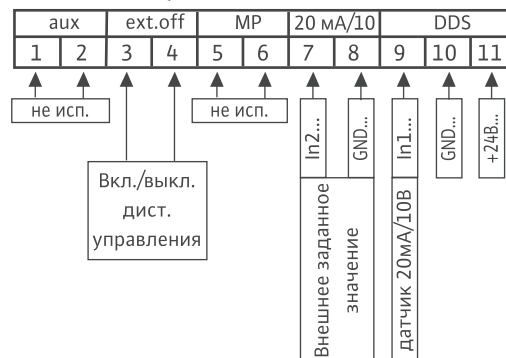 aux ext.off MP 20 мА/10 DDS
1 2 3 4 5 6 7 8 9 10 11
не исп. не исп.
In2... GND... In1... GND... +24В...
Вкл./выкл.
дист.
управления
Внешнее заданное
значение
датчик 20мА/10В